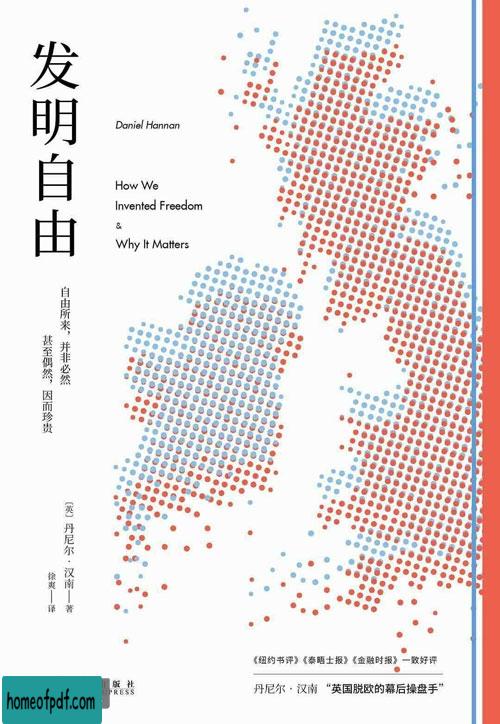 发明自由
Daniel Hannan
How We
Invented Freedom
&
Why It Matters
自由所来，并非必然
甚至偶然，因而珍贵
［英］丹尼尔·汉南——著
徐爽——译
《纽约书评》《泰晤士报》《金融时报》一致好评
丹尼尔·汉南 “英国脱欧的幕后操盘手”
版社
PRESS
homeofpdf.com